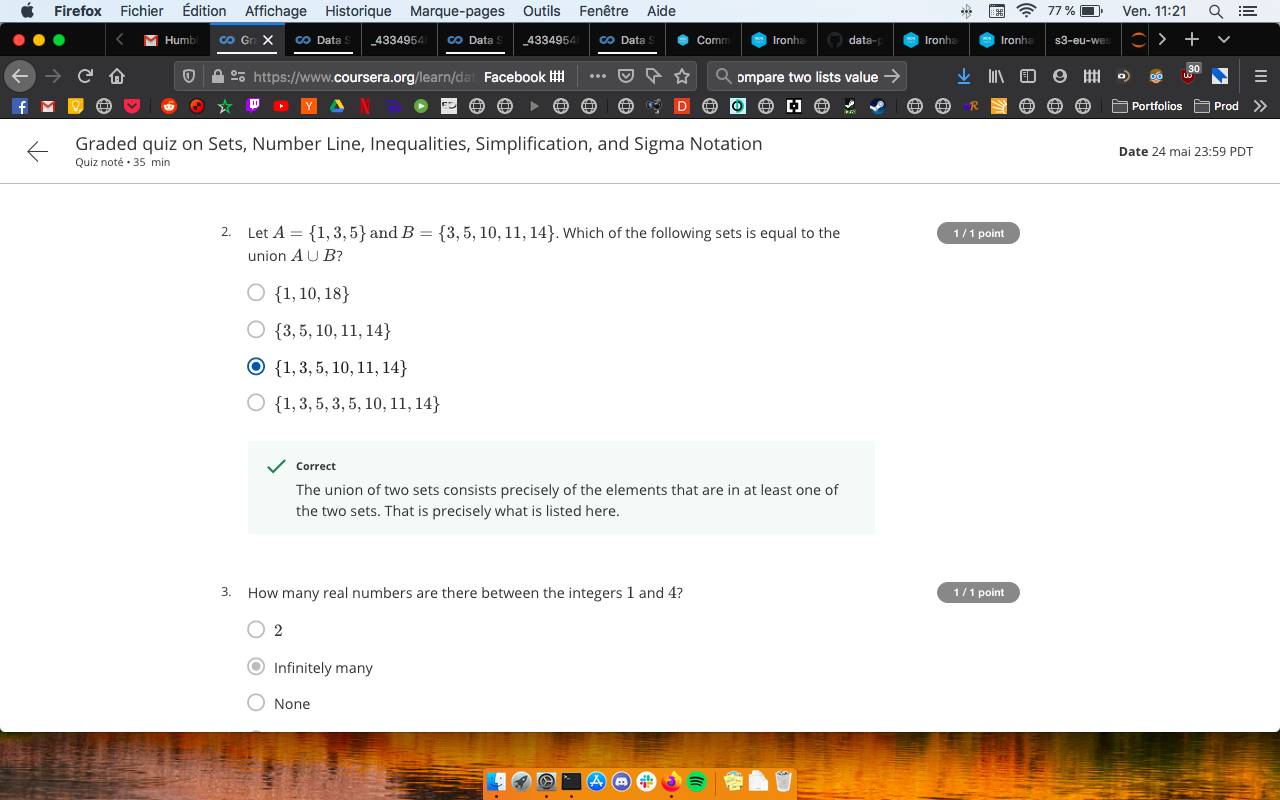 Firefox Fichier Édition Affichage Historique Marque-pages Outils Fenêtre Aide 77 % Ven. 11:21
Humbl Gr Data S _4334954 Data S _4334954 Data S Comm Ironha data-p Ironha Ironha s3-eu-wes
https://www.coursera.org/learn/dat Facebook ompare two lists value 30
Portfolios Prod
Graded quiz on Sets, Number Line, Inequalities, Simplification, and Sigma Notation
Quiz noté • 35 min
Date 24 mai 23:59 PDT
2. Let A = {1, 3, 5} and B = {3, 5, 10, 11, 14}. Which of the following sets is equal to the
union A ∪ B?
1 / 1 point
{1, 10, 18}
{3, 5, 10, 11, 14}
{1, 3, 5, 10, 11, 14}
{1, 3, 5, 3, 5, 10, 11, 14}
Correct
The union of two sets consists precisely of the elements that are in at least one of
the two sets. That is precisely what is listed here.
3. How many real numbers are there between the integers 1 and 4?
1 / 1 point
2
Infinitely many
None